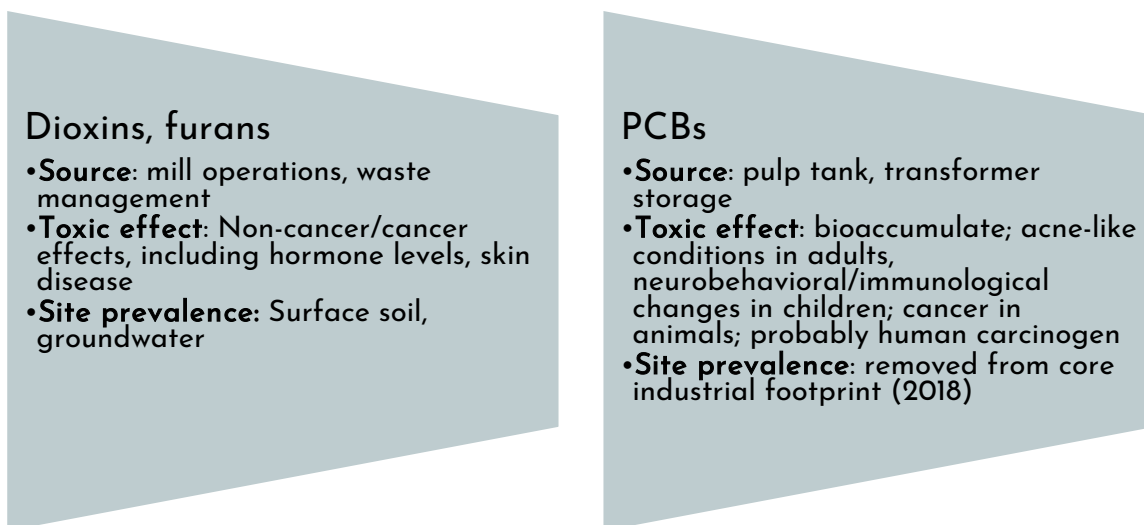 Dioxins, furans
•Source: mill operations, waste
management
•Toxic effect: Non-cancer/cancer
effects, including hormone levels, skin
disease
•Site prevalence: Surface soil,
groundwater
PCBs
•Source: pulp tank, transformer
storage
•Toxic effect: bioaccumulate; acne-like
conditions in adults,
neurobehavioral/immunological
changes in children; cancer in
animals; probably human carcinogen
•Site prevalence: removed from core
industrial footprint (2018)